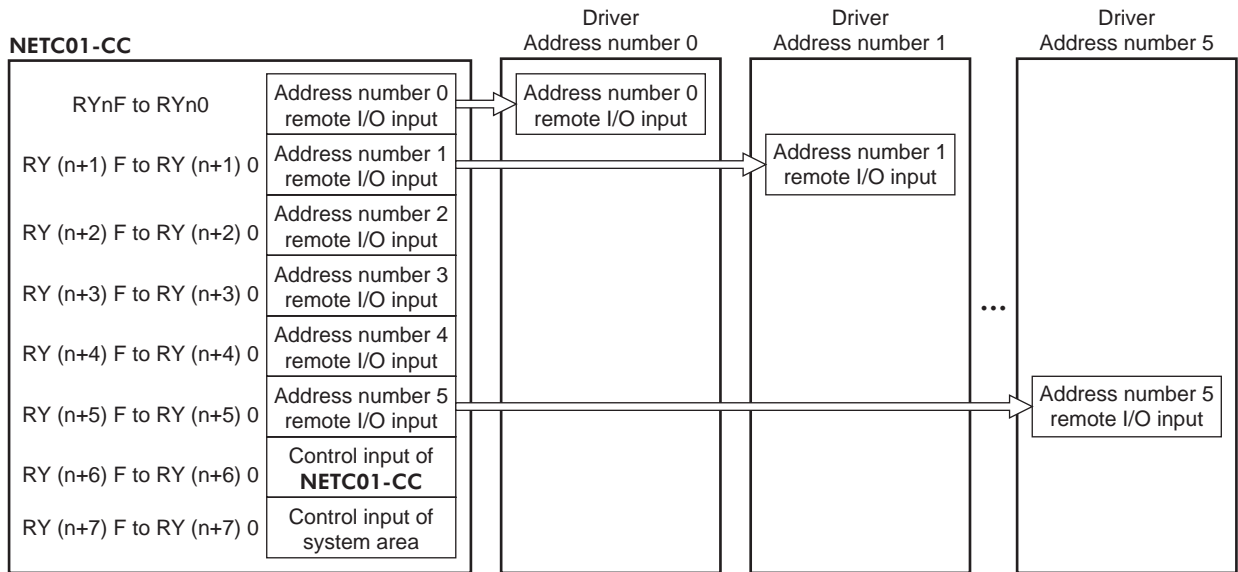 NETC01-CC
Driver
Address number 0
Driver
Address number 1
Driver
Address number 5
RYnF to RYn0
Address number 0
remote I/O input
Address number 0
remote I/O input
RY (n+1) F to RY (n+1) 0
Address number 1
remote I/O input
Address number 1
remote I/O input
RY (n+2) F to RY (n+2) 0
Address number 2
remote I/O input
RY (n+3) F to RY (n+3) 0
Address number 3
remote I/O input
...
RY (n+4) F to RY (n+4) 0
Address number 4
remote I/O input
RY (n+5) F to RY (n+5) 0
Address number 5
remote I/O input
Address number 5
remote I/O input
RY (n+6) F to RY (n+6) 0
Control input of
NETC01-CC
RY (n+7) F to RY (n+7) 0
Control input of
system area